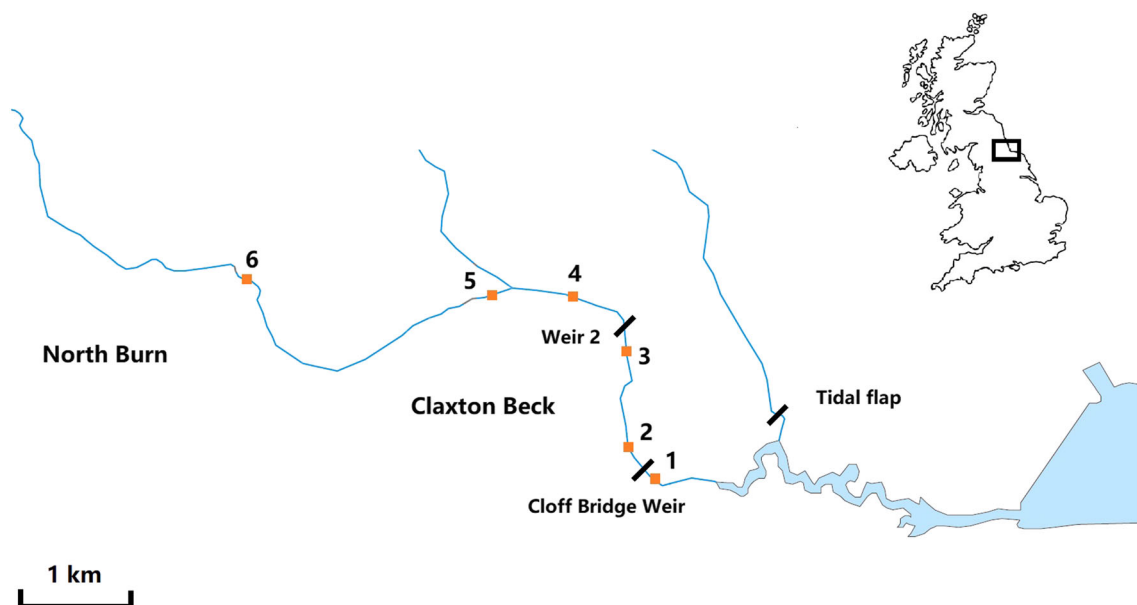 6
5
4
Weir 2
3
North Burn
Claxton Beck
Tidal flap
2
1
Cloff Bridge Weir
1 km